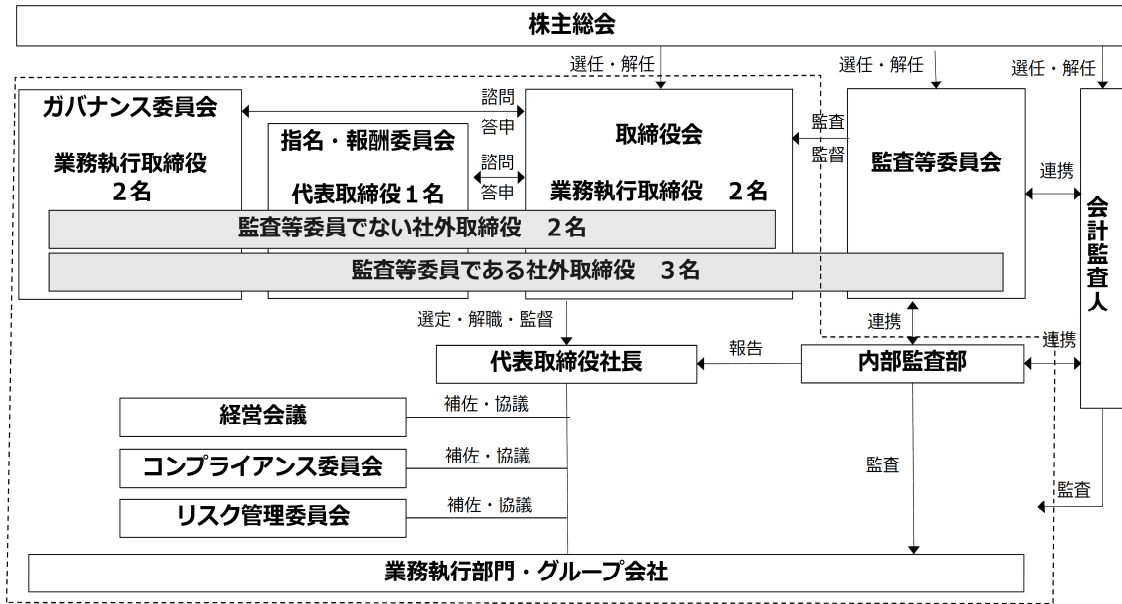 株主総会
選任・解任
選任・解任
選任・解任
ガバナンス委員会
業務執行取締役
２名
諮問
答申
指名・報酬委員会
代表取締役１名
諮問
答申
取締役会
業務執行取締役　２名
監査
監督
監査等委員会
連携
会計監査人
監査等委員でない社外取締役　２名
監査等委員である社外取締役　３名
選定・解職・監督
連携
連携
代表取締役社長
報告
内部監査部
経営会議
補佐・協議
コンプライアンス委員会
補佐・協議
監査
リスク管理委員会
補佐・協議
監査
業務執行部門・グループ会社